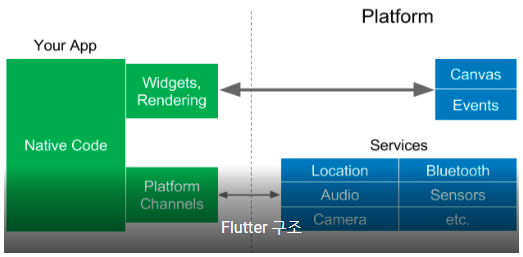 Platform
Your App
Native Code
Widgets,
Rendering
Canvas
Events
Platform
Channels
Services
Location
Bluetooth
Audio
Sensors
Camera
etc.
Flutter 구조